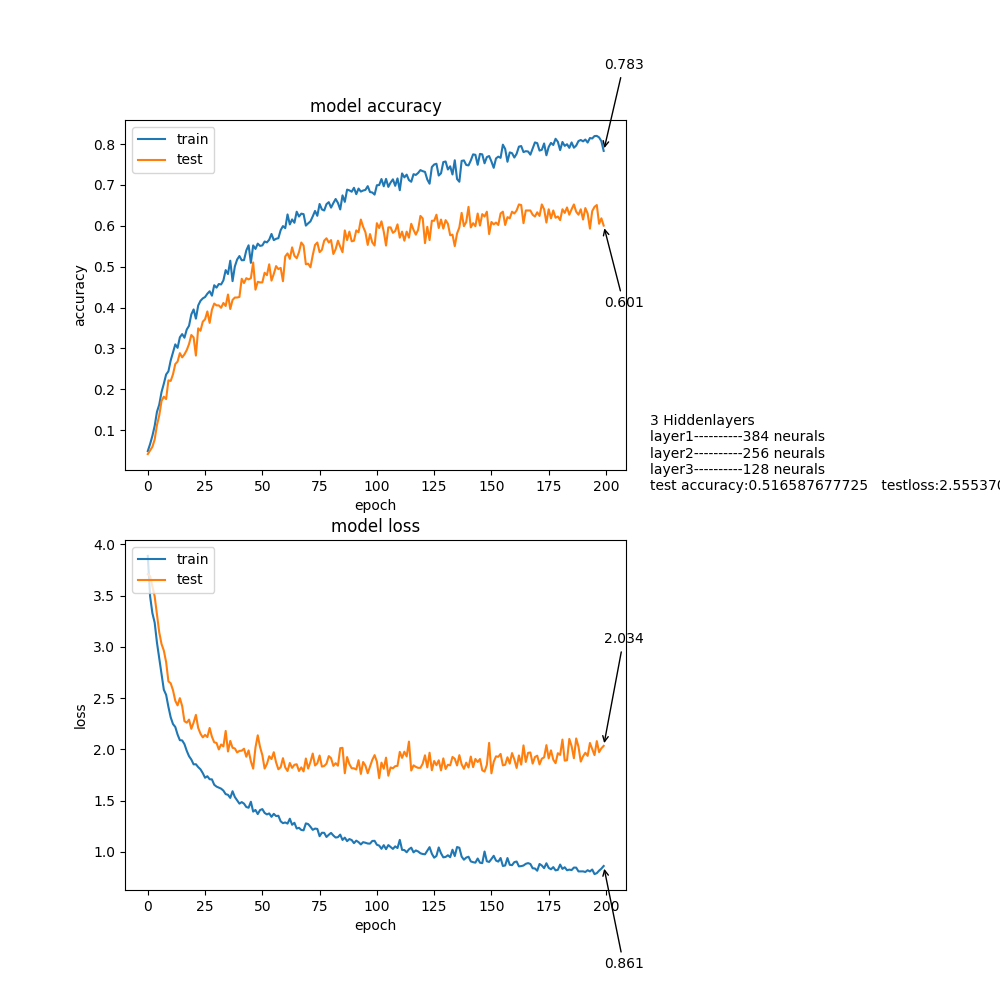 0.783
model accuracy
train
test
0.8
0.7
0.6
0.5
0.4
0.3
0.2
0.1
accuracy
0.601
0 25 50 75 100 125 150 175 200
epoch
3 Hiddenlayers
layer1----------384 neurals
layer2----------256 neurals
layer3----------128 neurals
test accuracy:0.516587677725 testloss:2.555370
model loss
train
test
4.0
3.5
3.0
2.5
2.0
1.5
1.0
loss
2.034
0 25 50 75 100 125 150 175 200
epoch
0.861